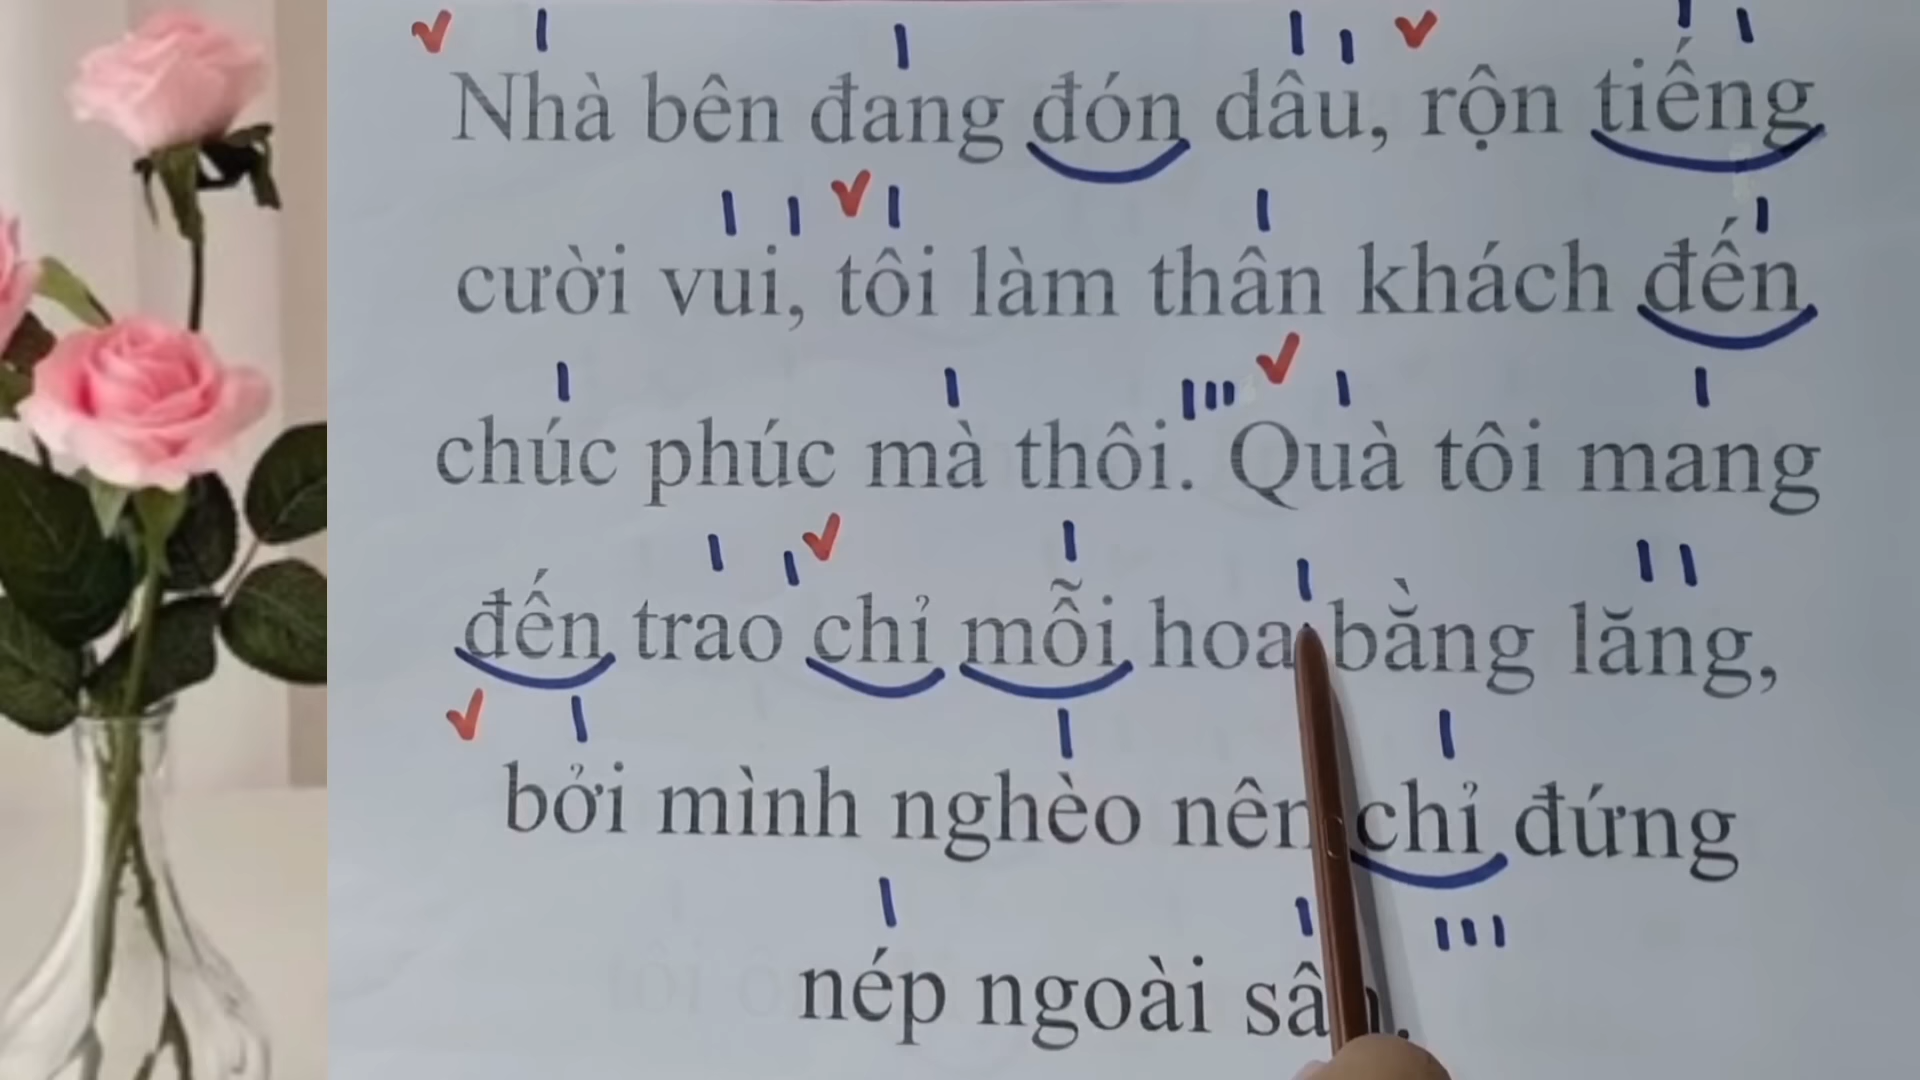 Nhà bên đang đón dâu, rộn tiếng
cười vui, tôi làm thân khách đến
chúc phúc mà thôi. Quà tôi mang
đến trao chỉ mỗi hoa bằng lăng,
bởi mình nghèo nên chỉ đứng
nép ngoài sân.